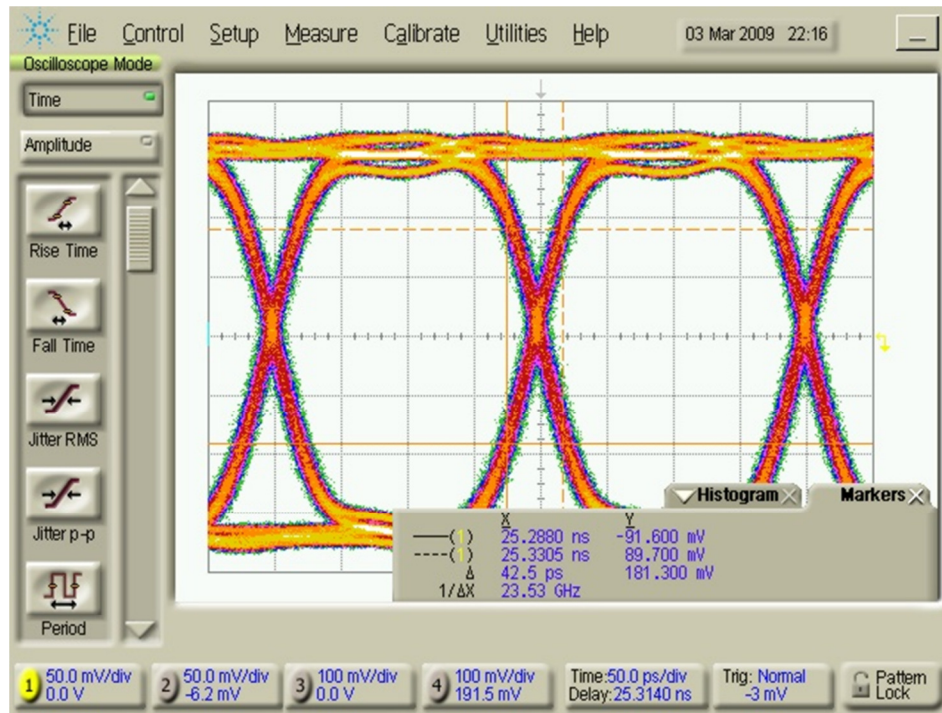 File Control Setup Measure Calibrate Utilities Help 03 Mar 2009 22:16
Oscilloscope Mode
Time
Amplitude
Rise Time
Fall Time
Jitter RMS
Jitter p-p
Period
Histogram Markers
X Y
(1) 25.2880 ns -91.600 mV
(1) 25.3305 ns 89.700 mV
Δ 42.5 ps 181.300 mV
1/ΔX 23.53 GHz
1 50.0 mV/div 2 50.0 mV/div 3 100 mV/div 4 100 mV/div Time:50.0 ps/div Trig: Normal Pattern
0.0 V -6.2 mV 0.0 V 191.5 mV Delay:25.3140 ns -3 mV Lock